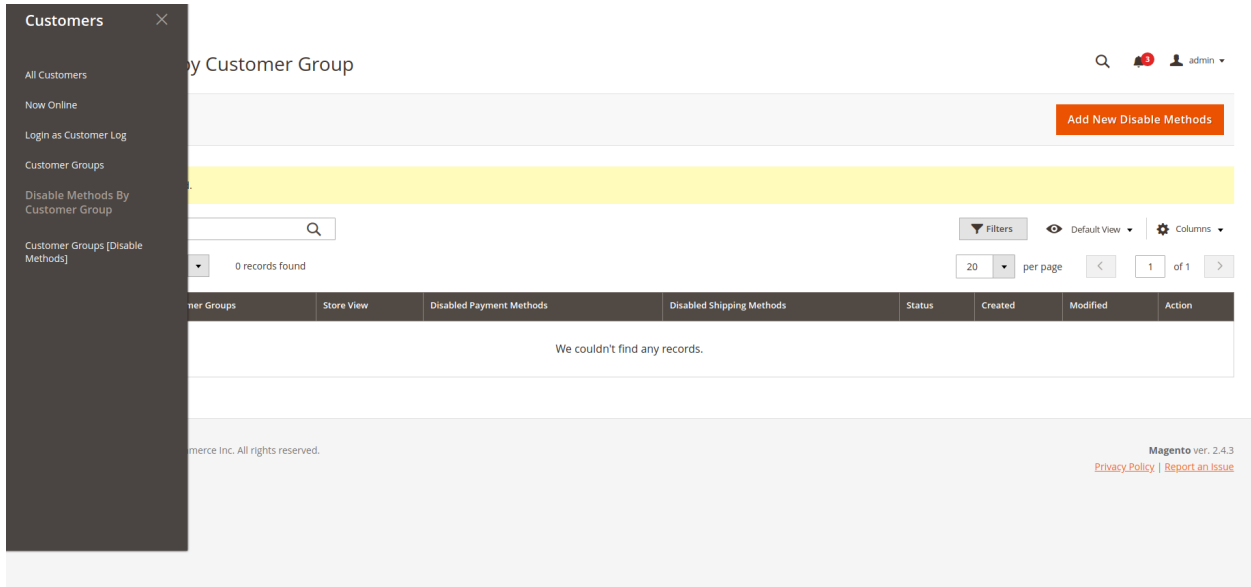 Customers
All Customers
Now Online
Login as Customer Log
Customer Groups
Disable Methods By
Customer Group
Customer Groups [Disable
Methods]
by Customer Group
3
admin
Add New Disable Methods
Filters
Default View
Columns
0 records found
20
per page
1
of 1
Groups
Store View
Disabled Payment Methods
Disabled Shipping Methods
Status
Created
Modified
Action
We couldn't find any records.
Inc. All rights reserved.
Magento ver. 2.4.3
Privacy Policy | Report an Issue